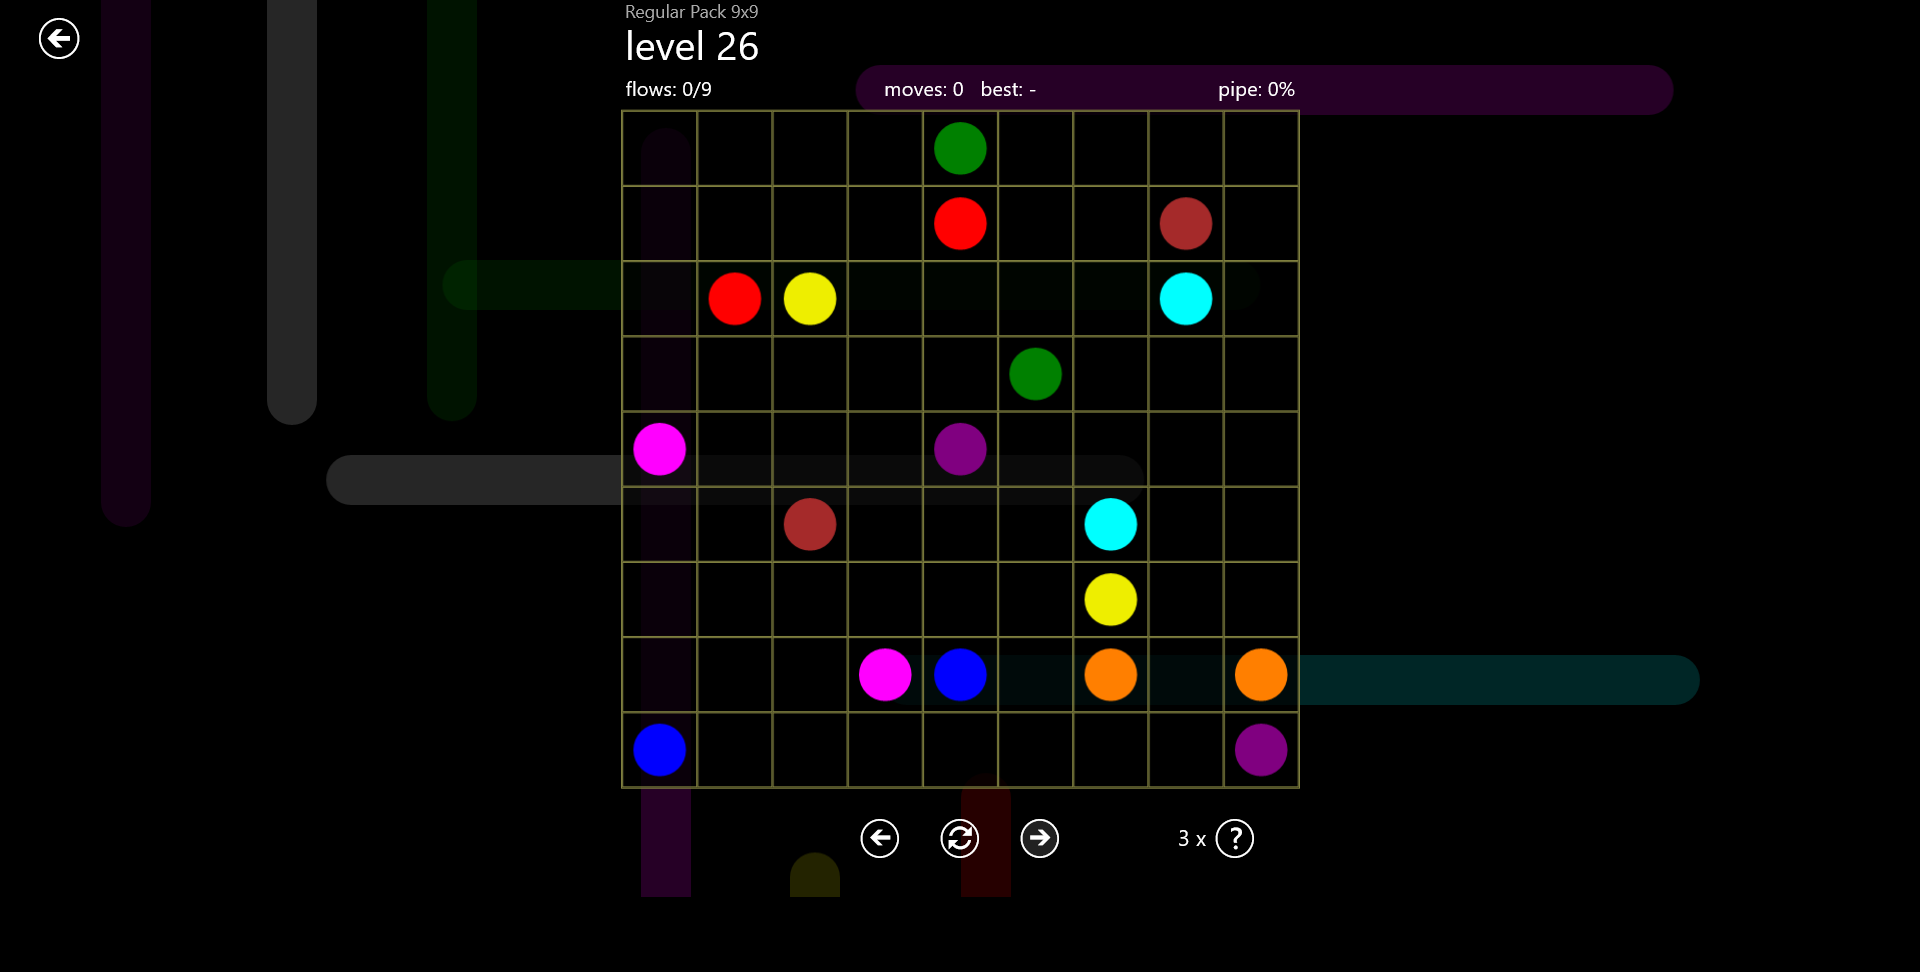 Regular Pack 9x9
level 26
flows: 0/9 moves: 0 best: - pipe: 0%
3 x ?